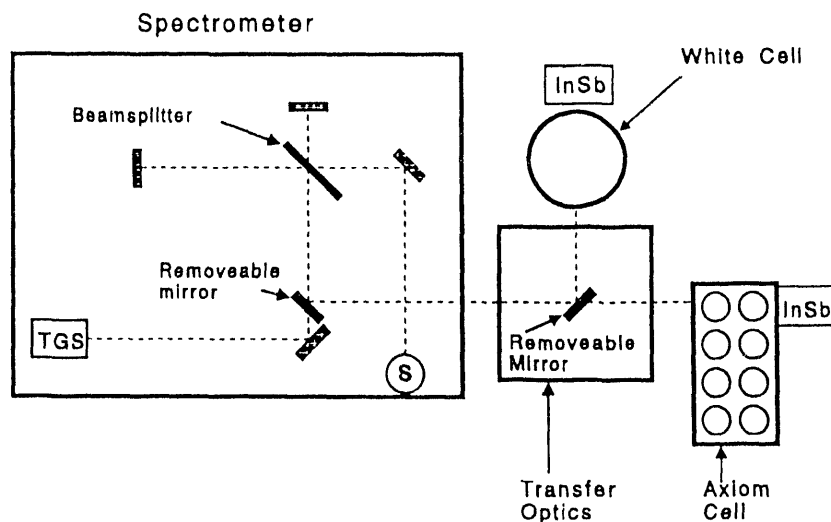 Spectrometer
White Cell
InSb
Beamsplitter
Removeable
mirror
TGS
S
Removeable
Mirror
InSb
Transfer
Optics
Axiom
Cell